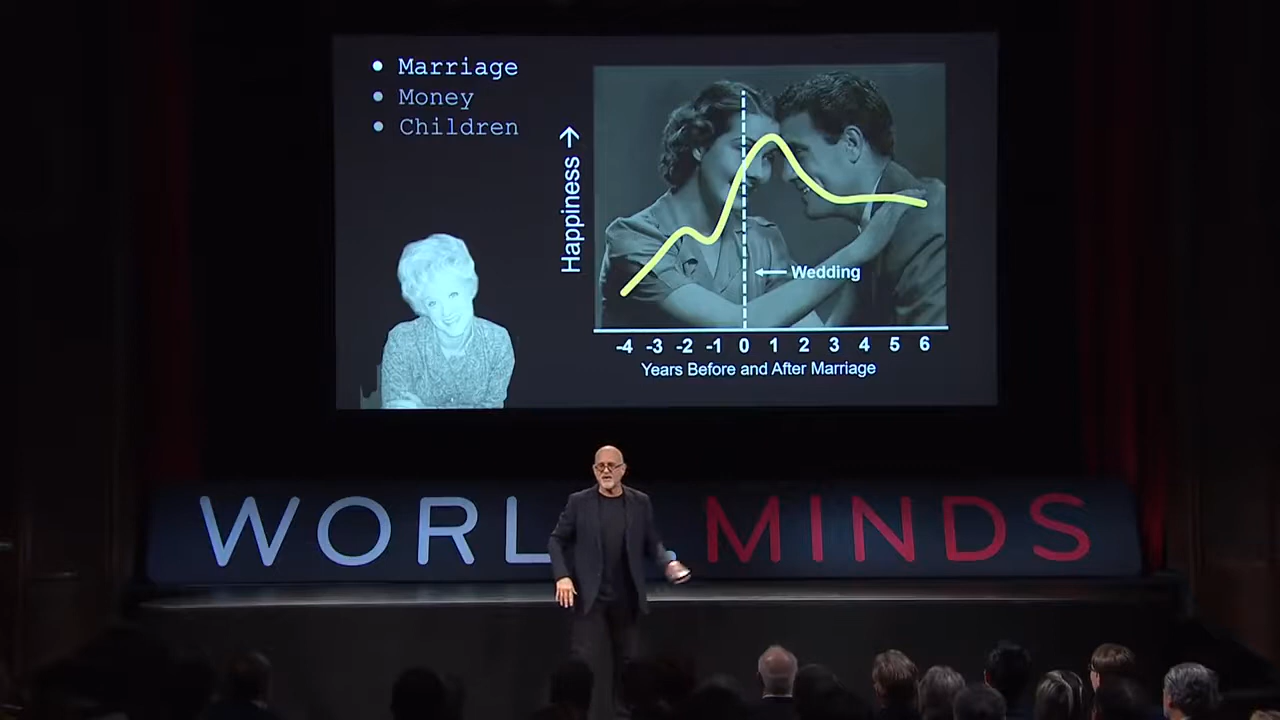 • Marriage
• Money
• Children
Happiness →
← Wedding
-4 -3 -2 -1 0 1 2 3 4 5 6
Years Before and After Marriage
WORL MINDS